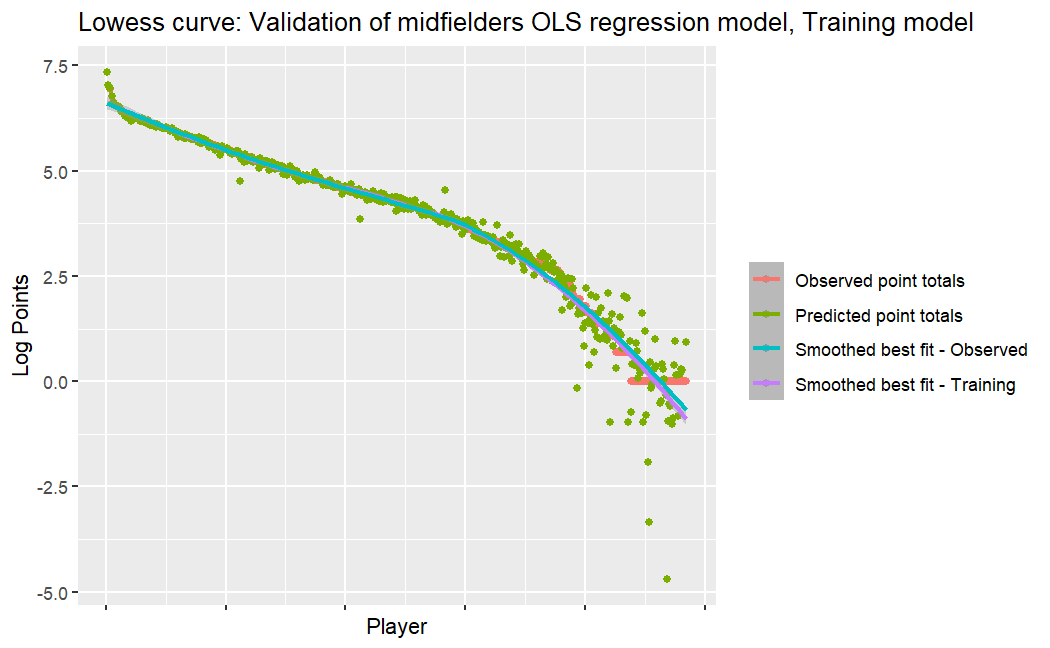 Lowess curve: Validation of midfielders OLS regression model, Training model
7.5
5.0
2.5
0.0
-2.5
-5.0
Log Points
Player
Observed point totals
Predicted point totals
Smoothed best fit - Observed
Smoothed best fit - Training